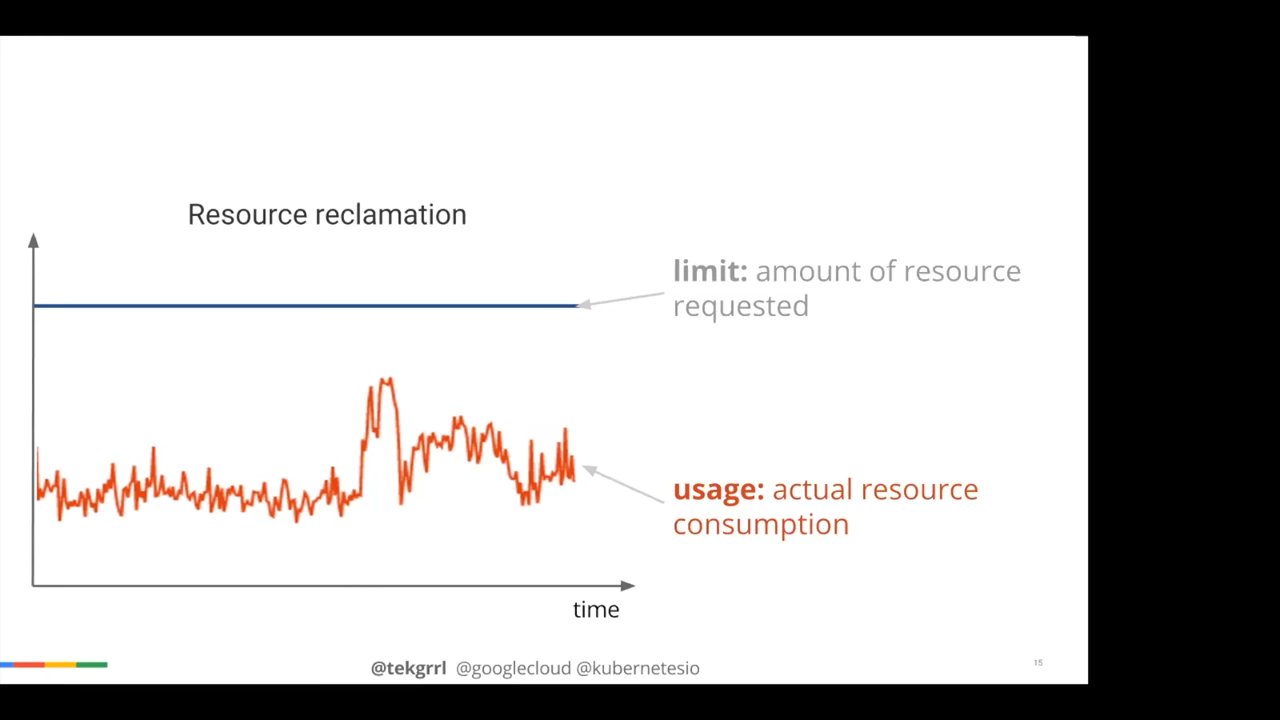 Resource reclamation
limit: amount of resource
requested
usage: actual resource
consumption
time
@tekgrrl @googlecloud @kubernetesio
15